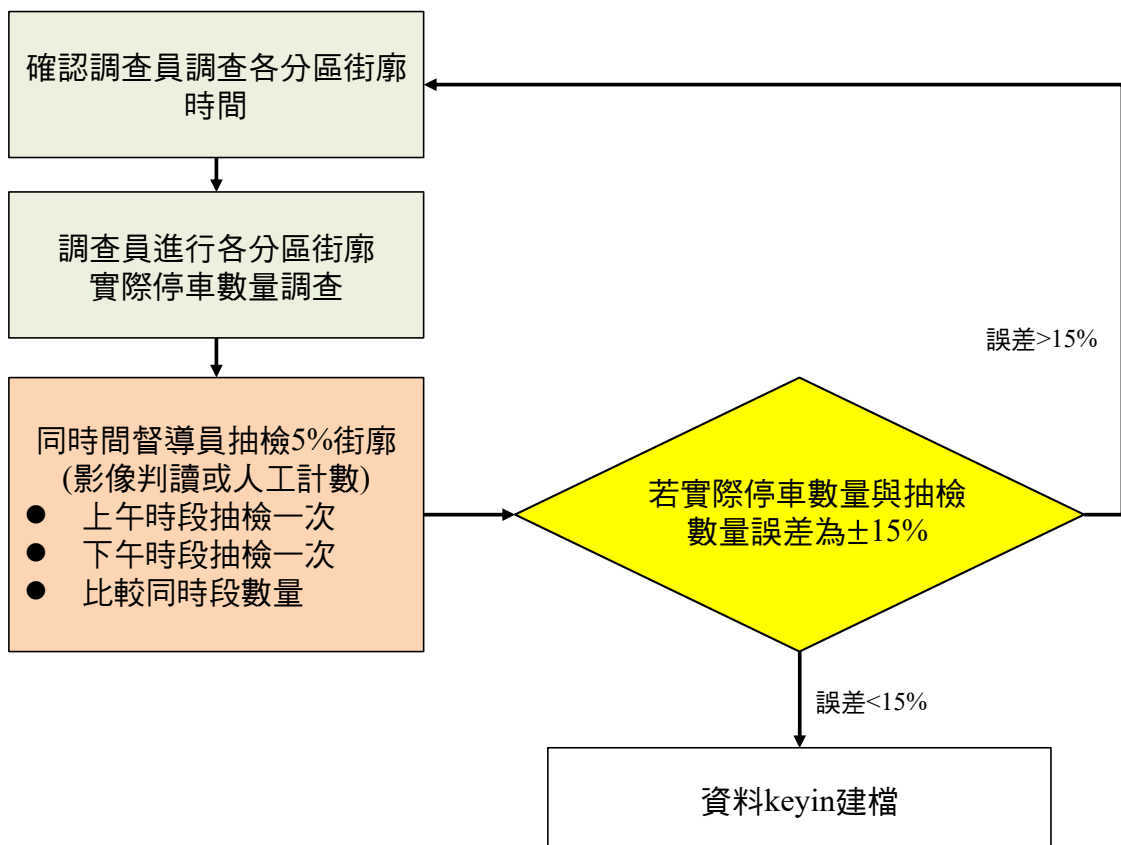 確認調查員調查各分區街廓
時間
調查員進行各分區街廓
實際停車數量調查
同時間督導員抽檢5%街廓
(影像判讀或人工計數)
● 上午時段抽檢一次
● 下午時段抽檢一次
● 比較同時段數量
若實際停車數量與抽檢
數量誤差為±15%
誤差>15%
誤差<15%
資料keyin建檔